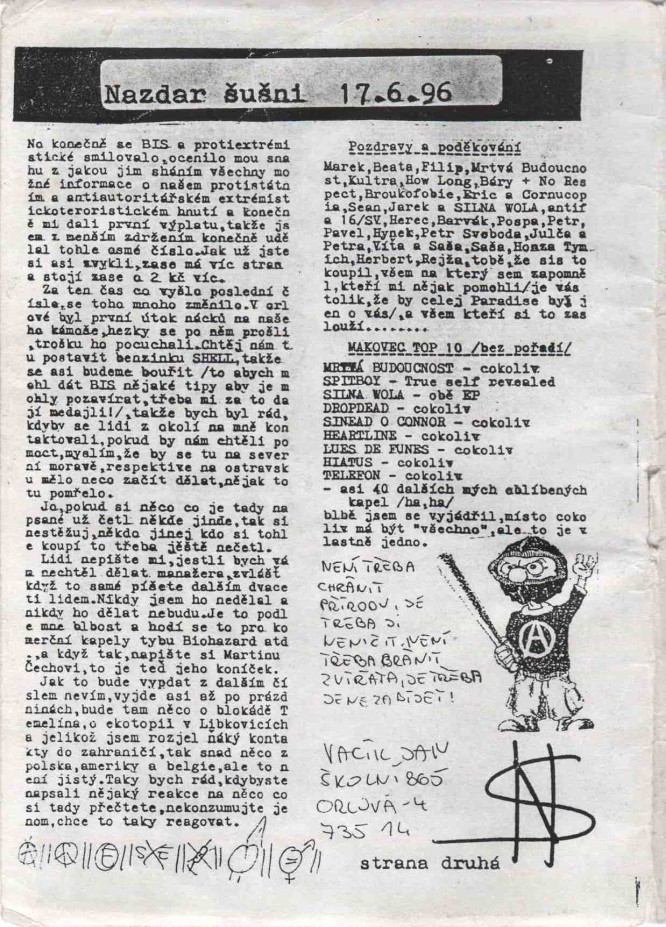 Nazdar šušni 17.6.96
No konečně se BIS a protiextrémi
stické smilovalo,ocenilo mou sna
hu z jakou jim sháním všechny mo
žné informace o našem protistátn
ím a antiautoritářském extrémist
ickoteroristickém hnutí a konečn
ě mi dali první výplatu,takže js
em z menším zdržením konečně udě
lal tohle osmé číslo.Jak už jste
si asi zvykli,zase má víc stran
a stojí zase o 2 kč víc.
Za ten čas co vyšlo poslední č
íslo,se toho mnoho změnilo.V orl
ové byl první útok nácků na naše
ho kámoše,hezky se po něm prošli
,trošku ho pocuchali.Chtěj nám t
u postavit benzinku SHELL,takže
se asi budeme bouřit /to abych m
ohl dát BIS nějaké tipy aby je m
ohly pozavírat,třeba mi za to da
jí medajli!/,takže bych byl rád,
kdyby se lidi z okolí na mně kon
taktovali,pokud by nám chtěli po
moct,myslím,že by se tu na sever
ní moravě,respektive na ostravsk
u mělo neco začít dělat,nějak to
tu pomřelo.
Jo,pokud si něco co je tady na
psané už četl někde jinde,tak si
nestěžuj,někdo jinej kdo si tohl
e koupí to třeba jěště nečetl.
Lidi nepište mi,jestli bych vá
m nechtěl dělat manažera,zvlášť
když to samé píšete dalším dvace
ti lidem.Nikdy jsem ho nedělal a
nikdy ho dělat nebudu.Je to podl
e mne blbost a hodí se to pro ko
merční kapely tybu Biohazard atd
.,a když tak,napište si Martinu
Čechovi,to je teď jeho koníček.
Jak to bude vypdat z dalším čí
slem nevím,vyjde asi až po prázd
ninách,bude tam něco o blokádě T
emelína,o ekotopii v Libkovicích
a jelikož jsem rozjel náký konta
kty do zahraničí,tak snad něco z
polska,ameriky a belgie,ale to n
ení jistý.Taky bych rád,kdybyste
napsali nějaký reakce na něco co
si tady přečtete,nekonzumujte je
nom,chce to taky reagovat.
Pozdravy a poděkování
Marek,Beata,Filip,Mrtvá Budoucno
st,Kultra,How Long,Báry + No Res
pect,Broukofobie,Eric a Cornucop
ia,Sean,Jarek a SILNA WOLA,antif
a 16/SV,Herec,Barvák,Pospa,Petr,
Pavel,Hynek,Petr Svoboda,Julča a
Petra,Víta a Saša,Saša,Honza Tym
ich,Herbert,Rejža,tobě,že sis to
koupil,všem na který sem zapomně
l,kteří mi nějak pomohli/je vás
tolik,že by celej Paradise byl j
en o vás/,a všem kteří si to zas
louží.........
MAKOVEC TOP 10 /bez pořadí/
MRTVÁ BUDOUCNOST - cokoliv
SPITBOY - True self revealed
SILNA WOLA - obě EP
DROPDEAD - cokoliv
SINEAD O CONNOR - cokoliv
HEARTLINE - cokoliv
LUES DE FUNES - cokoliv
HIATUS - cokoliv
TELEFON - cokoliv
- asi 40 dalších mých oblíbených
kapel /ha,ha/
blbě jsem se vyjádřil,místo coko
liv má být "všechno",ale to je v
lastně jedno.
NENÍ TŘEBA
CHRÁNIT
PŘÍRODU, JE
TŘEBA JI
NENIČIT, NENÍ
TŘEBA BRÁNIT
ZVÍŘATA, JE TŘEBA
JE NEZABÍJET!
VACÍK JAN
ŠKOLNÍ 865
ORLOVÁ-4
735 14
strana druhá